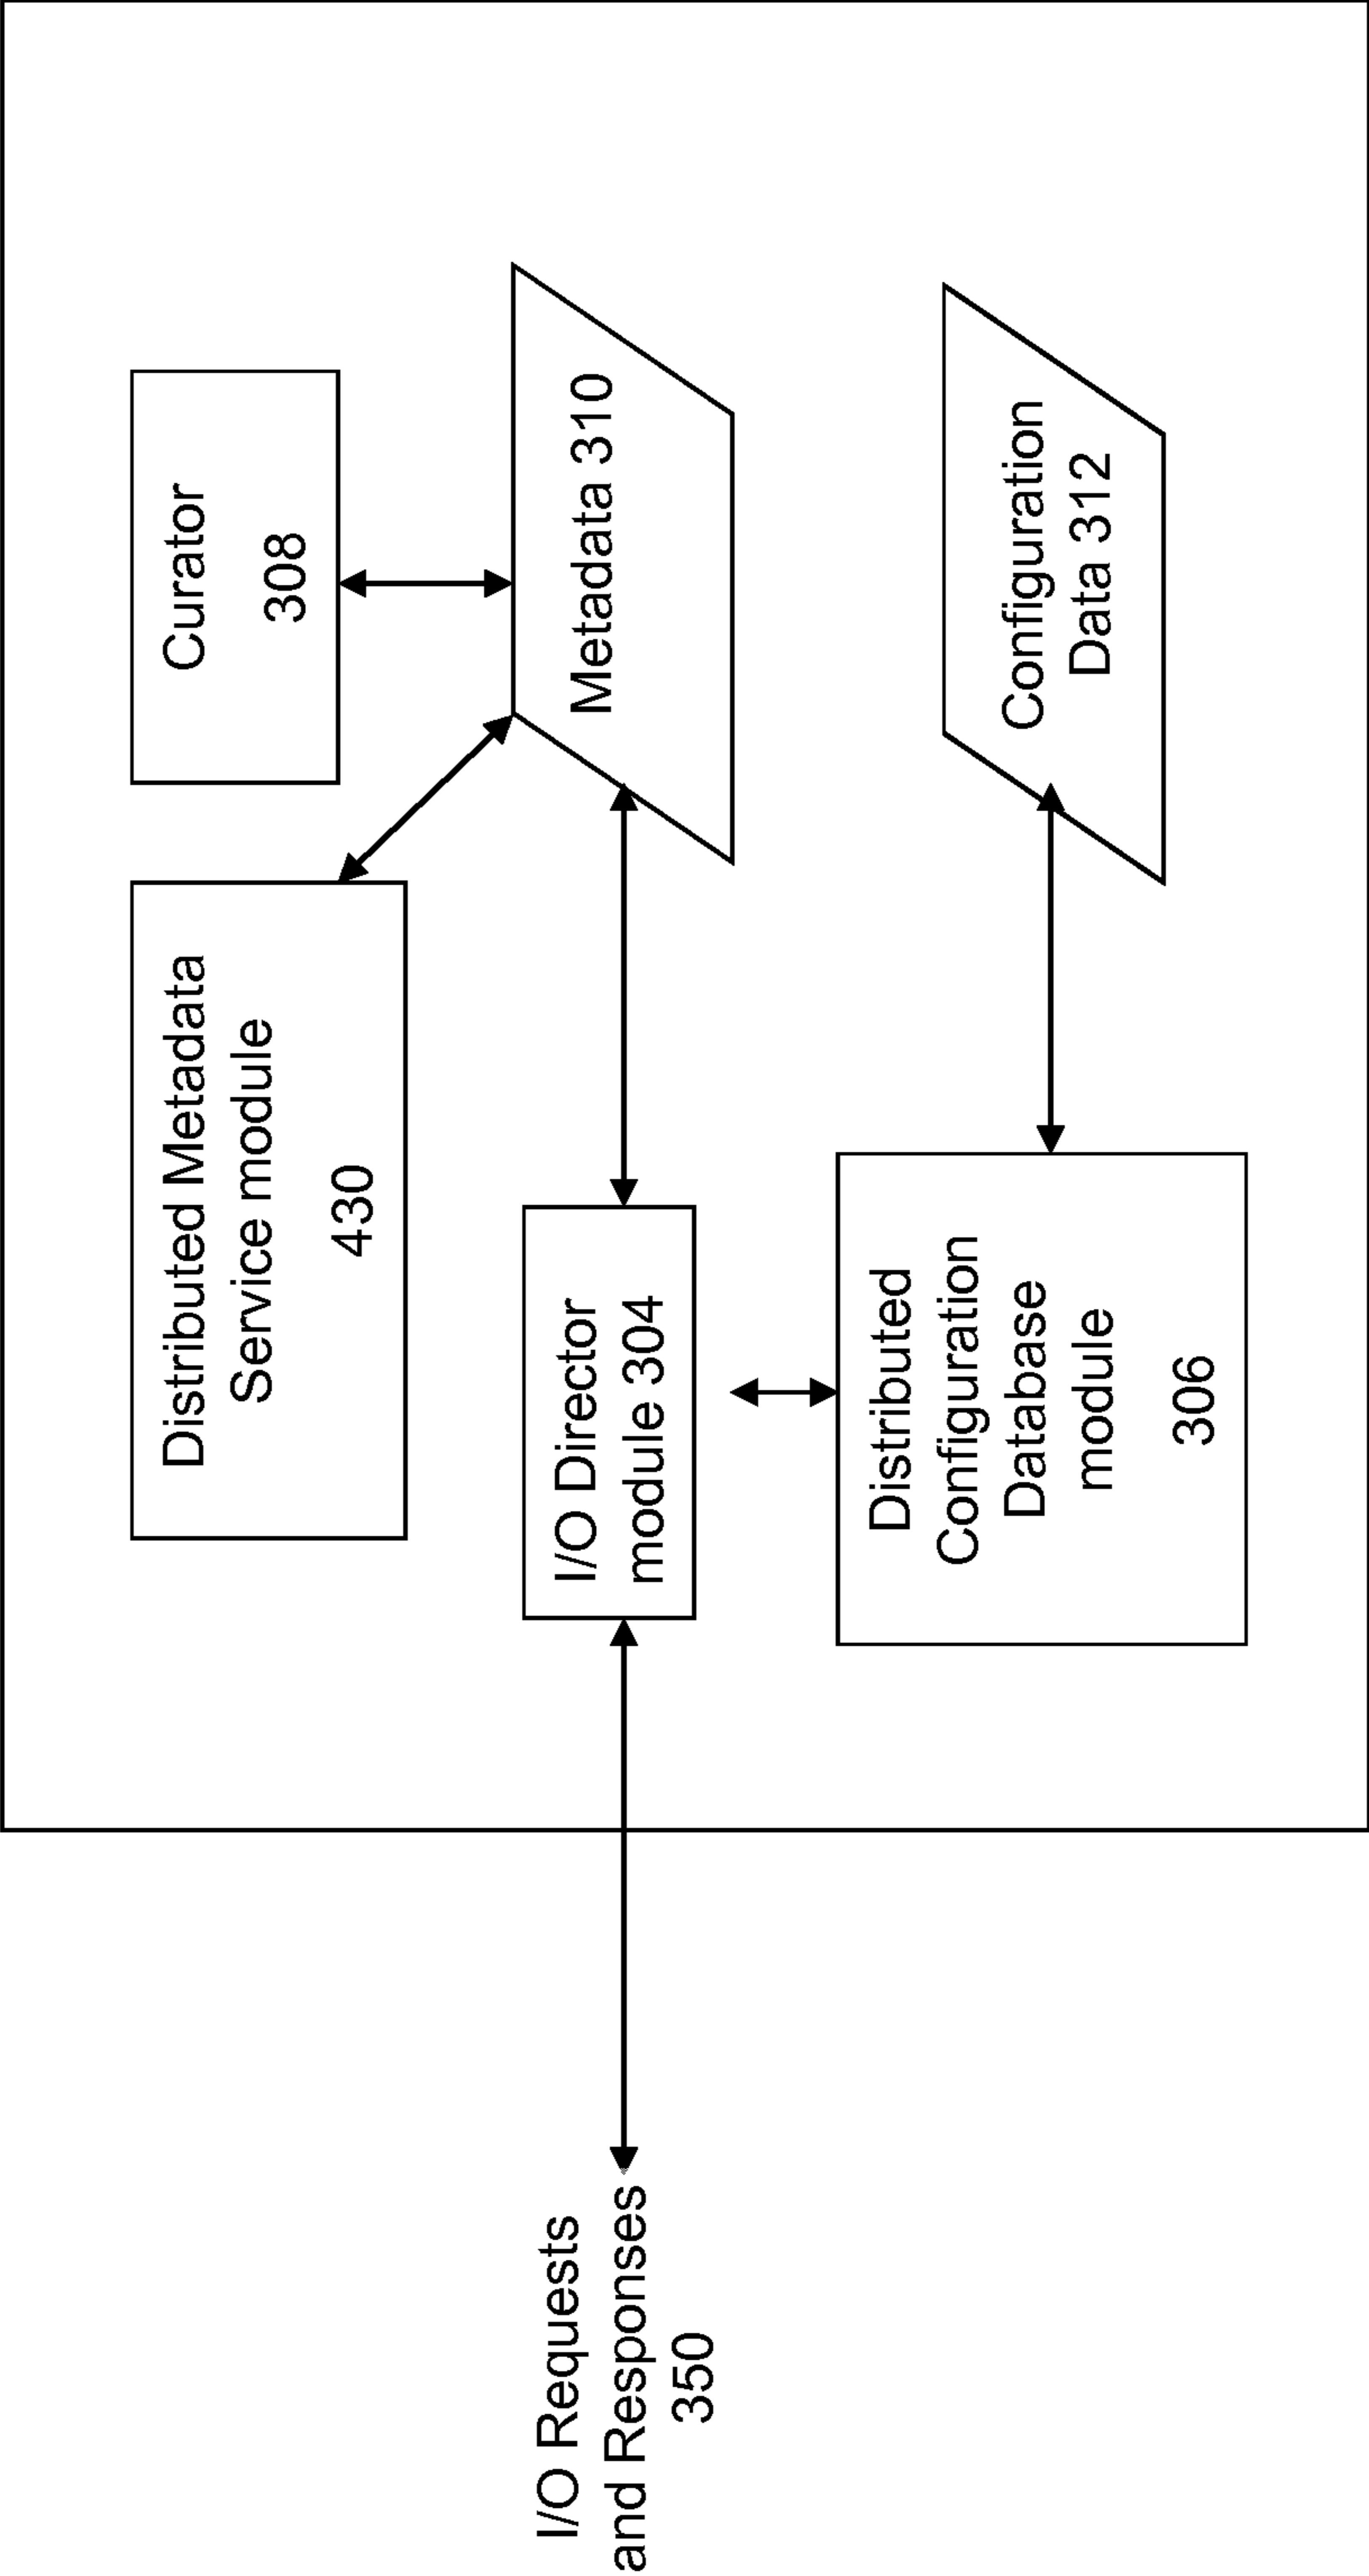 Distributed Metadata
Service module
430
Curator
308
I/O Requests
and Responses
350
I/O Director
module 304
Metadata 310
Distributed
Configuration
Database
module
306
Configuration
Data 312